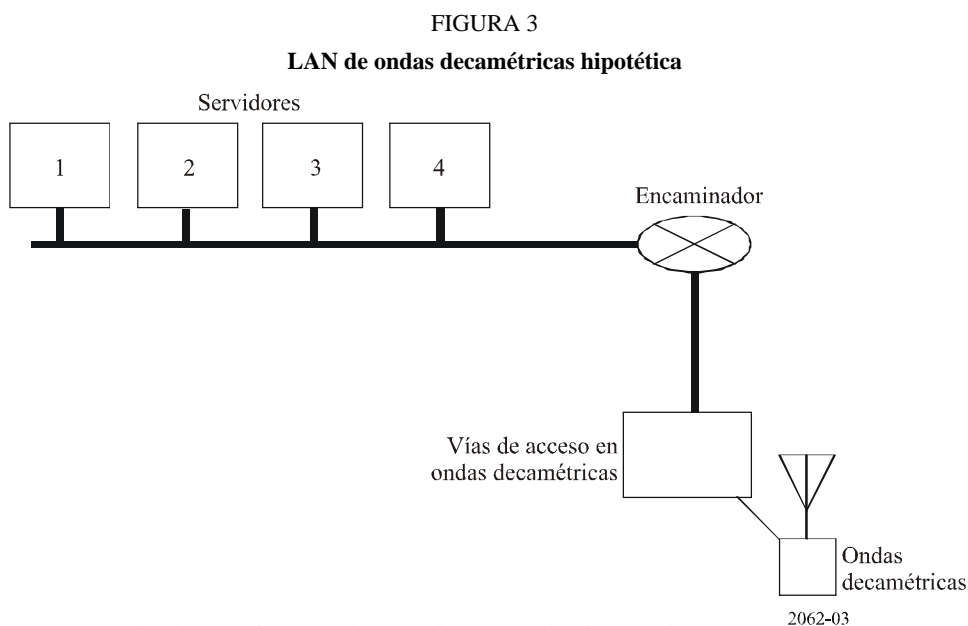 FIGURA 3
LAN de ondas decamétricas hipotética
Servidores
1
2
3
4
Encaminador
Vías de acceso en
ondas decamétricas
Ondas
decamétricas
2062-03